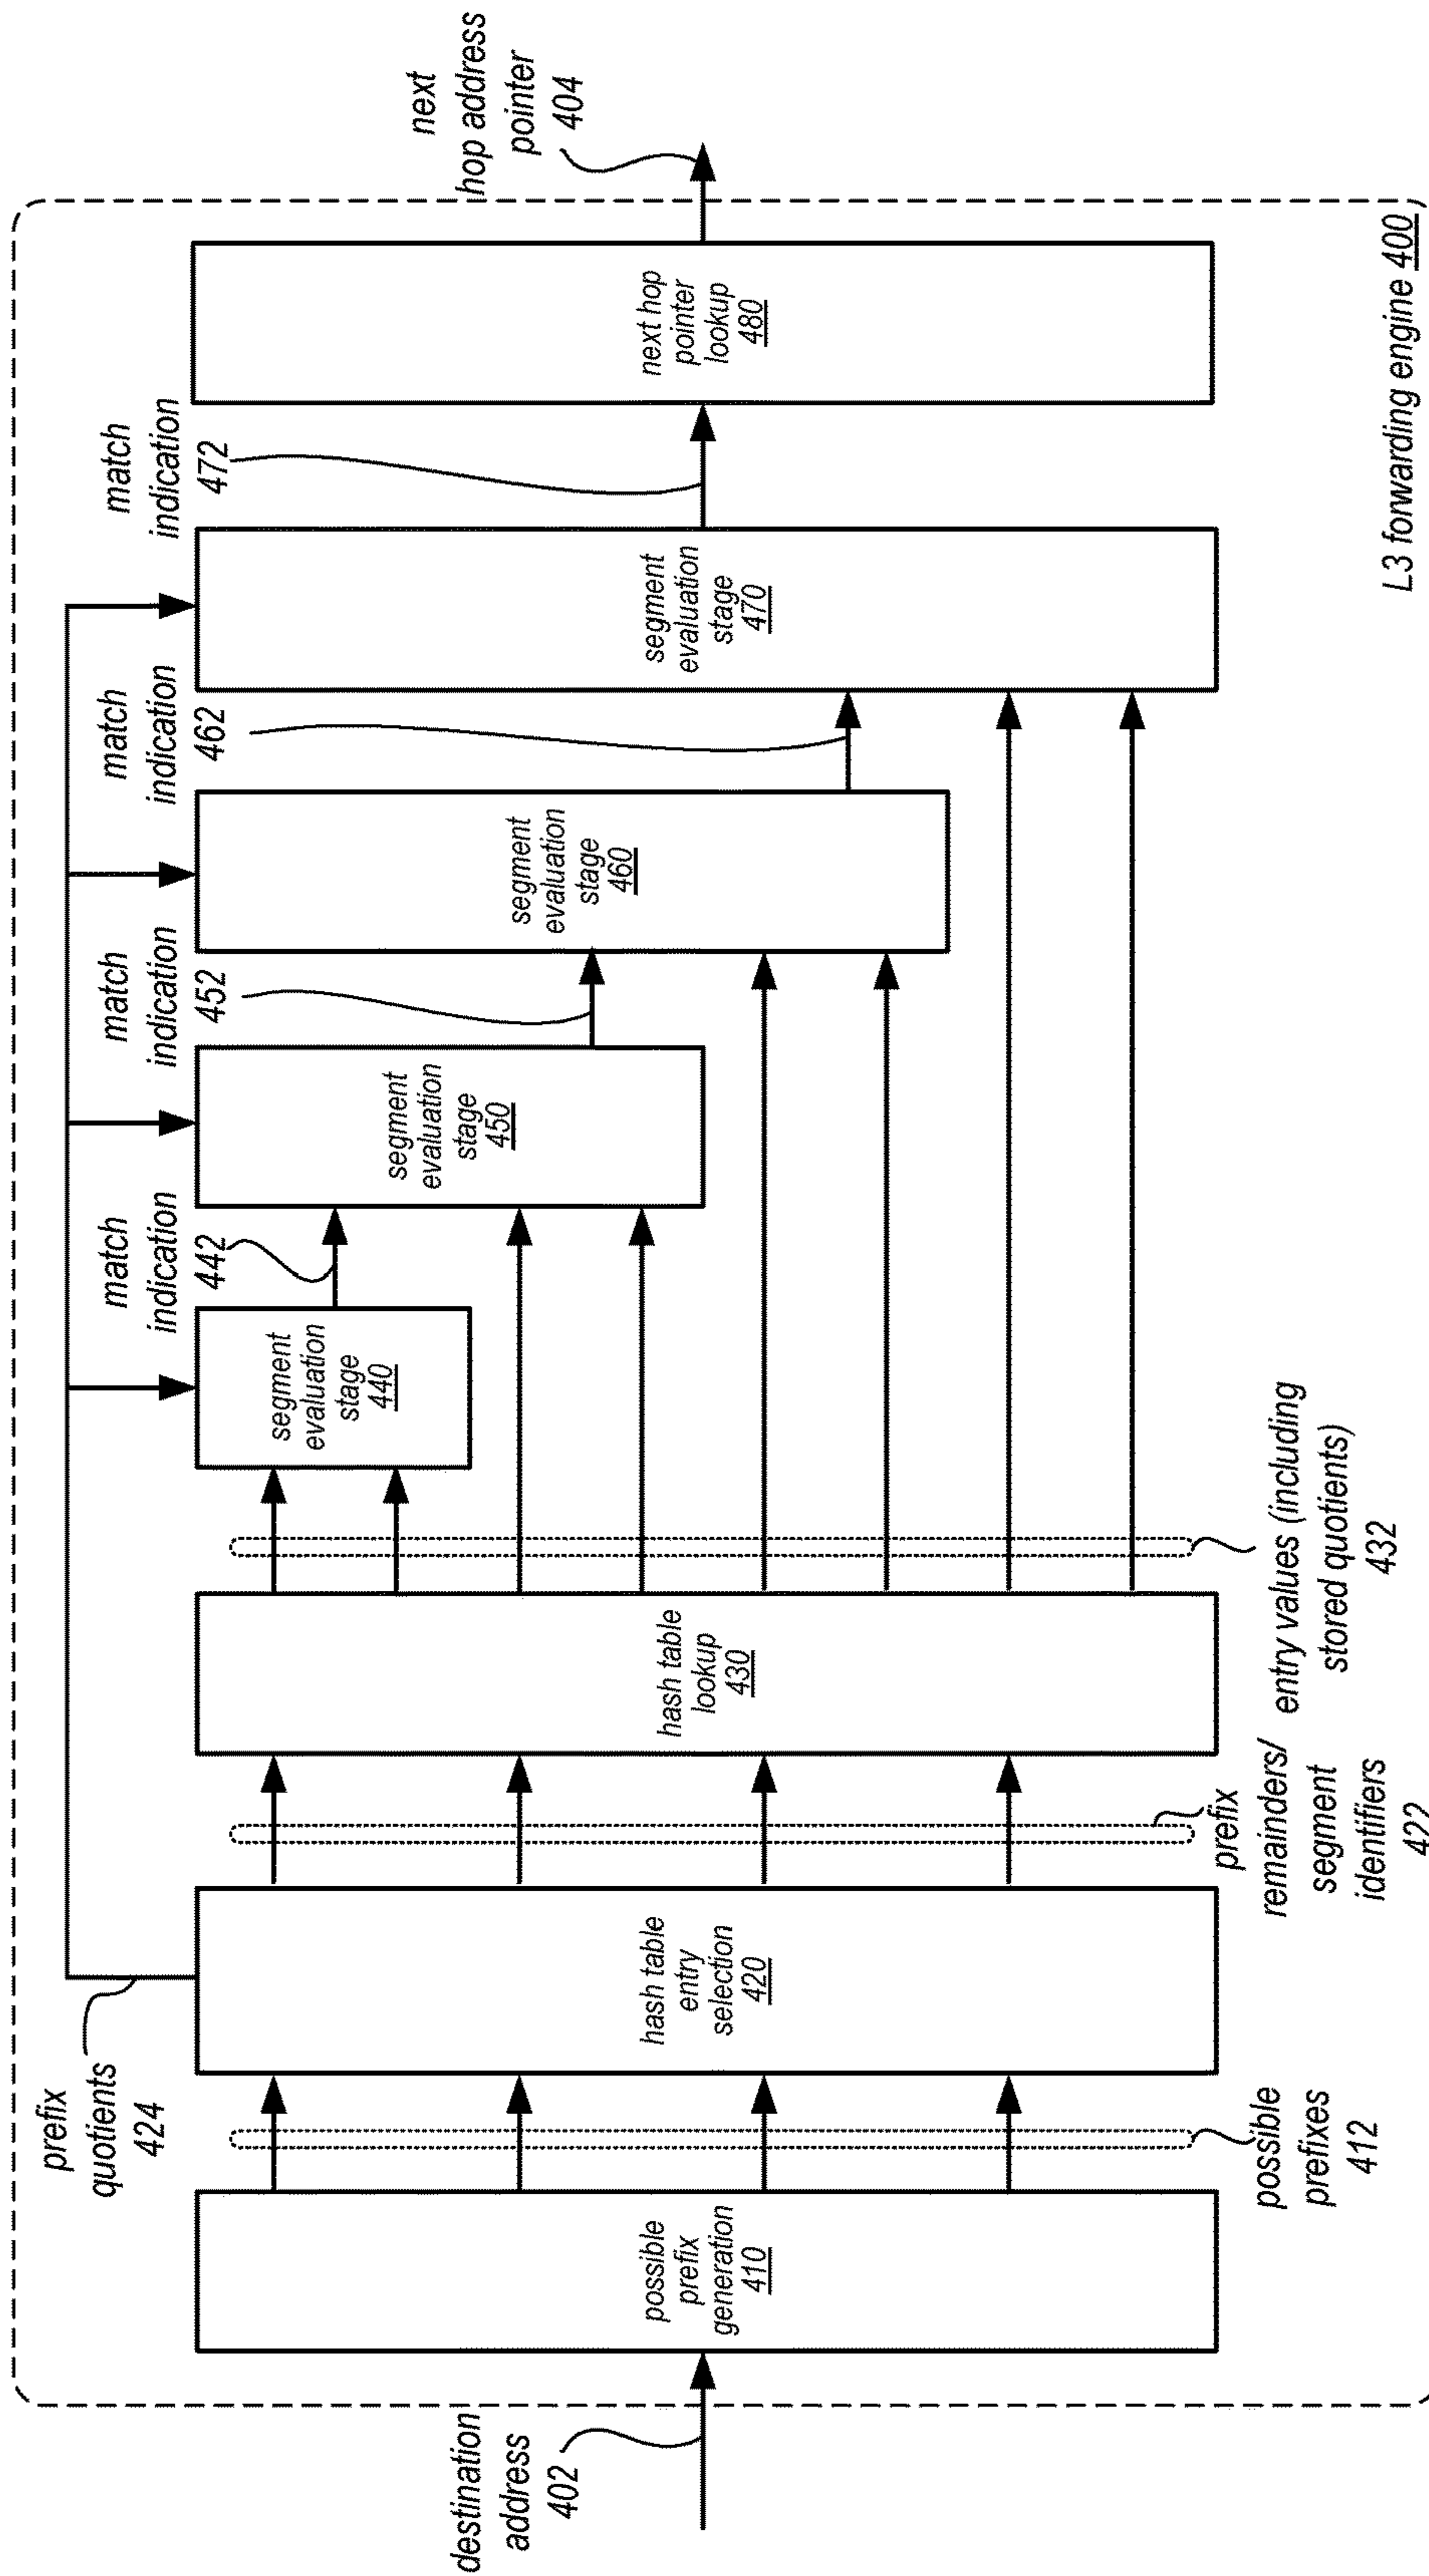 destination
address
402
possible
prefix
generation
410
possible
prefixes
412
prefix
quotients
424
hash table
entry
selection
420
prefix
remainders/
segment
identifiers
422
hash table
lookup
430
entry values (including
stored quotients)
432
segment
evaluation
stage
440
match
indication
442
segment
evaluation
stage
450
match
indication
452
segment
evaluation
stage
460
match
indication
462
segment
evaluation
stage
470
match
indication
472
next hop
pointer
lookup
480
next
hop address
pointer
404
L3 forwarding engine 400